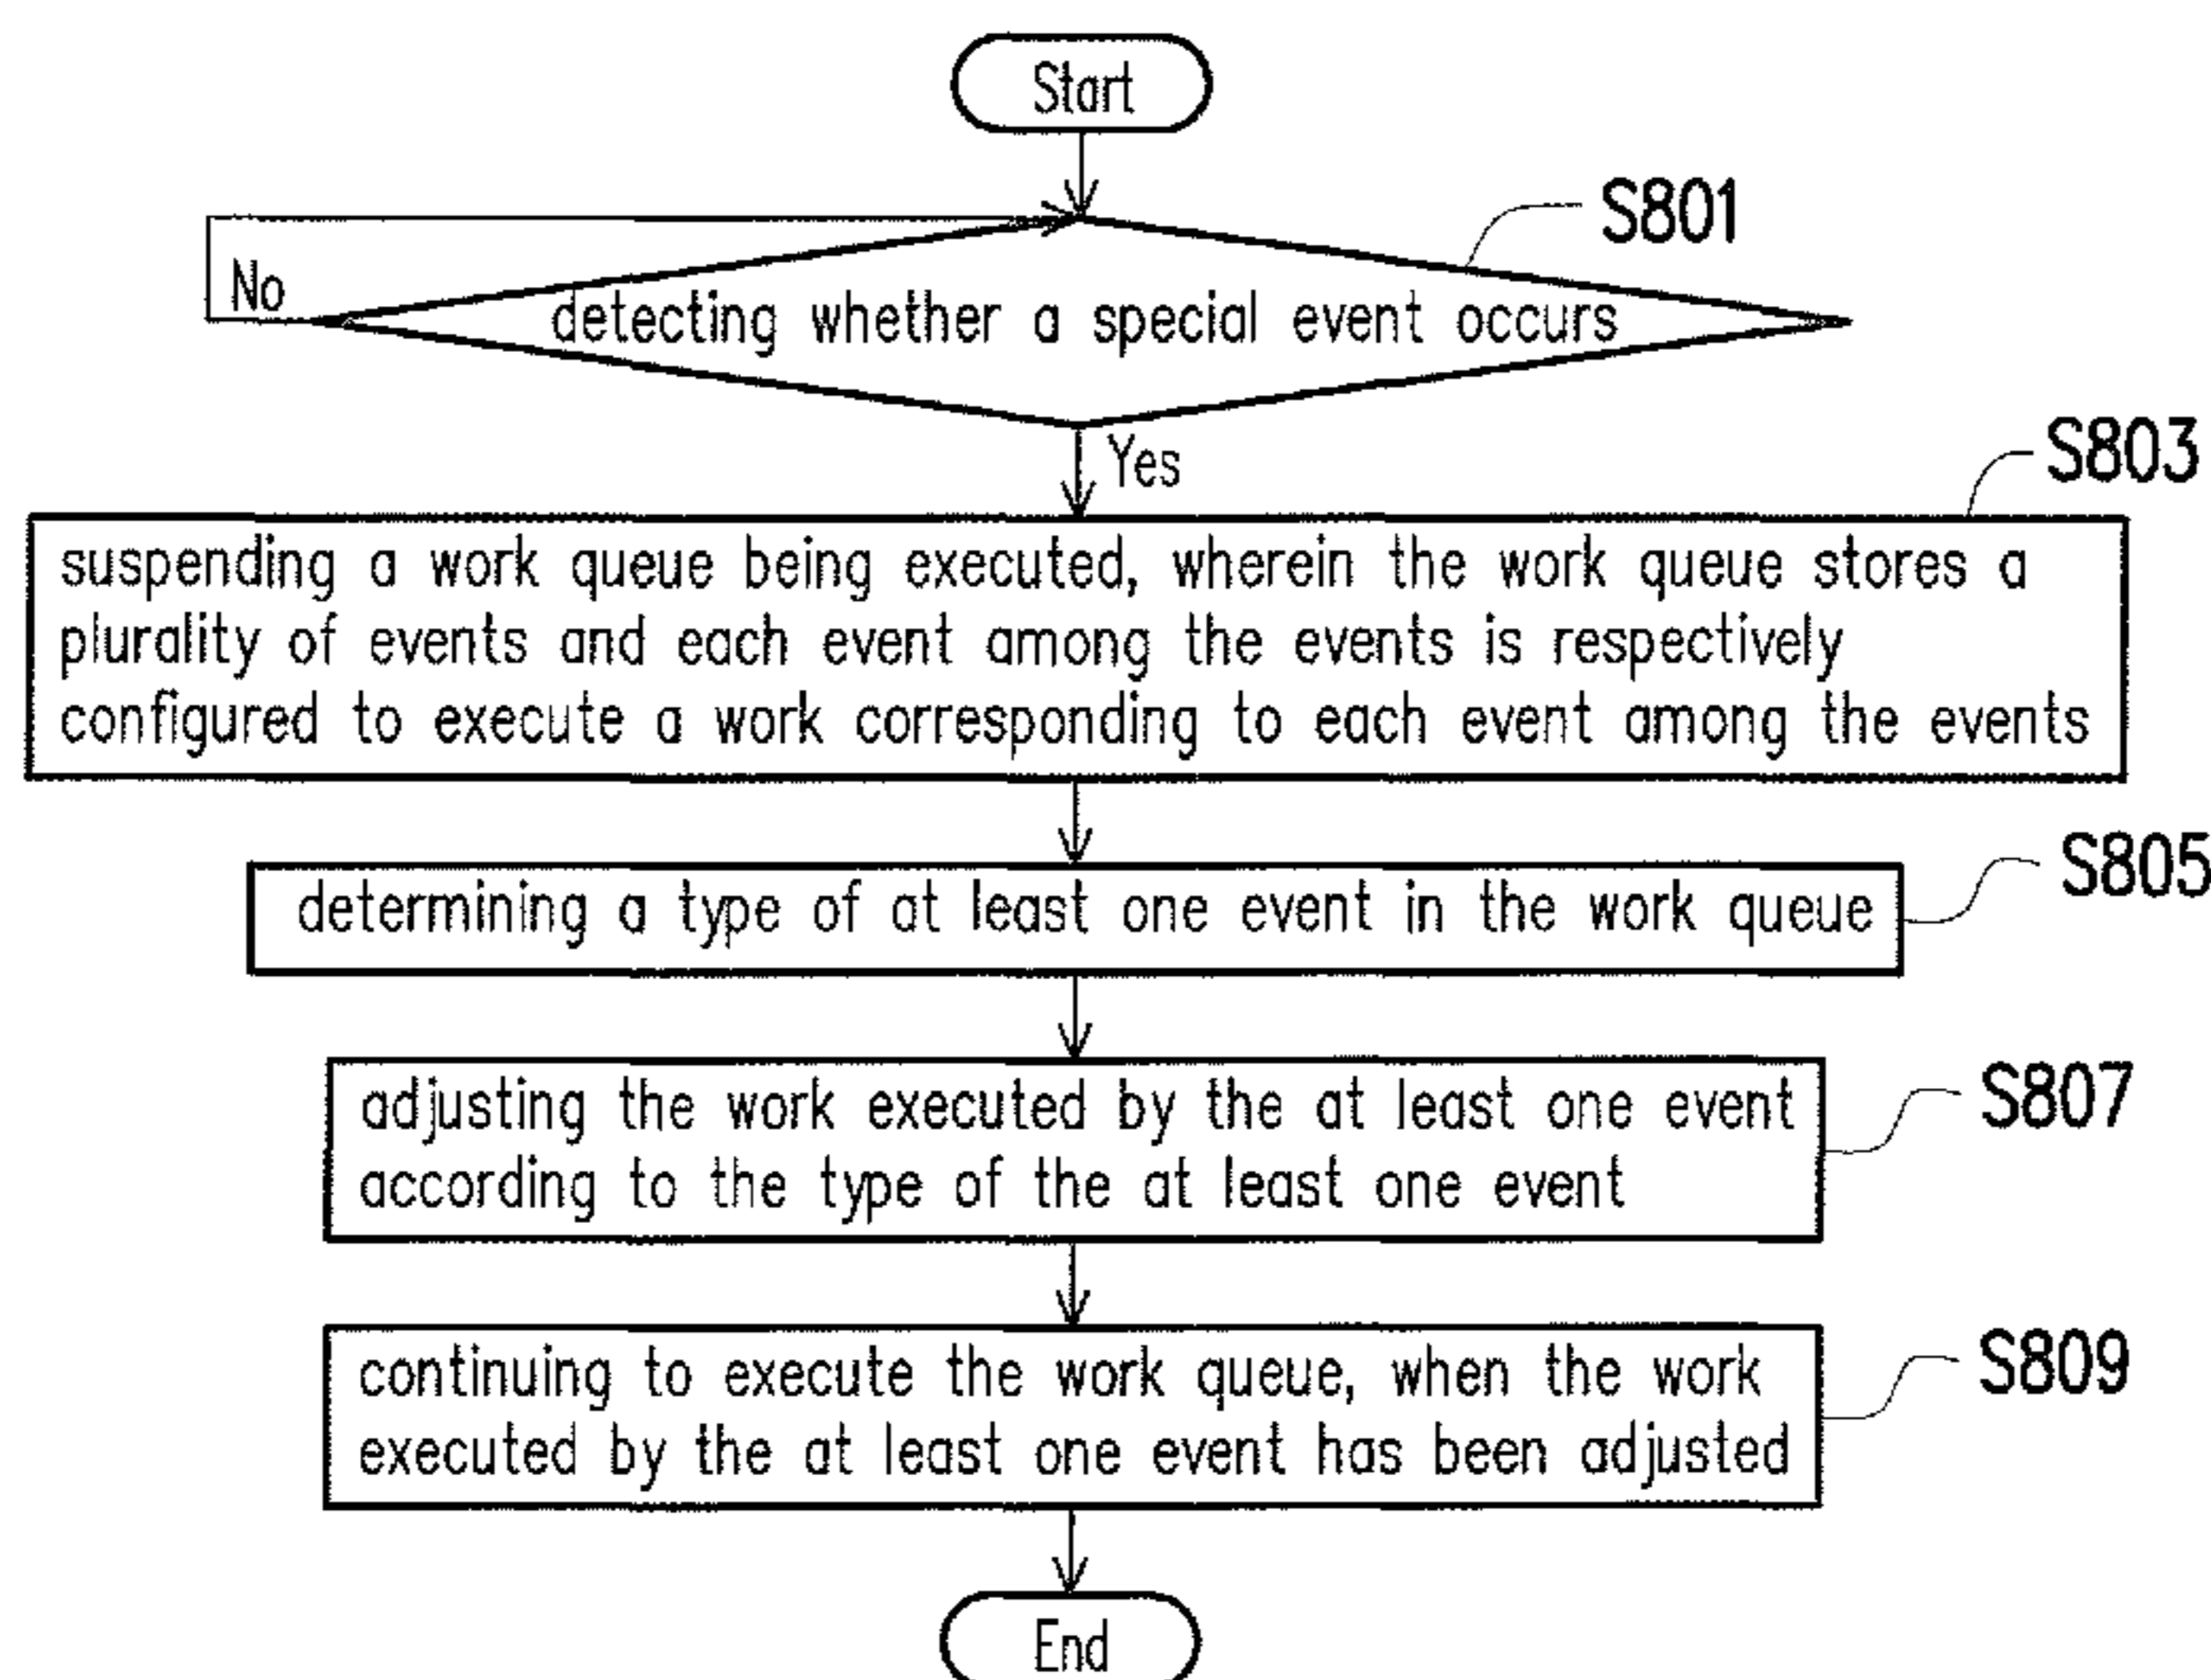 Start
S801
No
detecting whether a special event occurs
Yes
S803
suspending a work queue being executed, wherein the work queue stores a
plurality of events and each event among the events is respectively
configured to execute a work corresponding to each event among the events
S805
determining a type of at least one event in the work queue
S807
adjusting the work executed by the at least one event
according to the type of the at least one event
S809
continuing to execute the work queue, when the work
executed by the at least one event has been adjusted
End